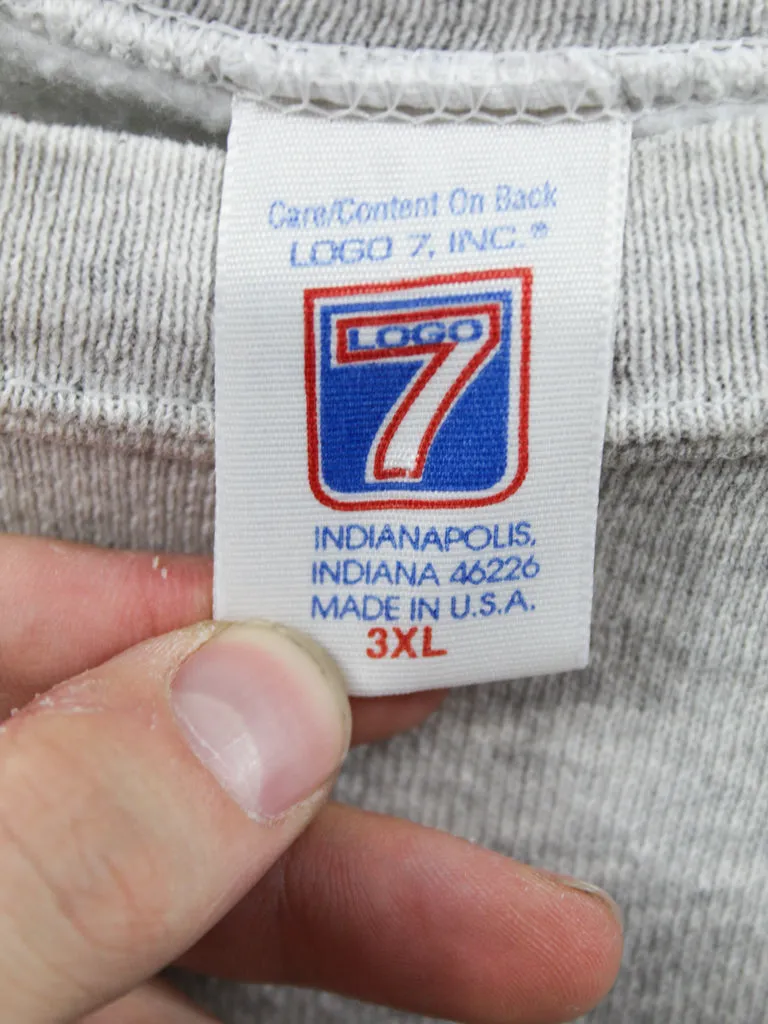 Care/Content On Back
LOGO 7, INC.®
LOGO
7
INDIANAPOLIS,
INDIANA 46226
MADE IN U.S.A.
3XL